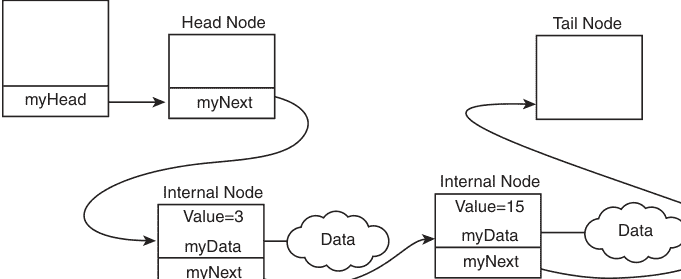 Head Node
Tail Node
myHead
myNext
Internal Node
Value=3
myData
Data
myNext
Internal Node
Value=15
myData
Data
myNext